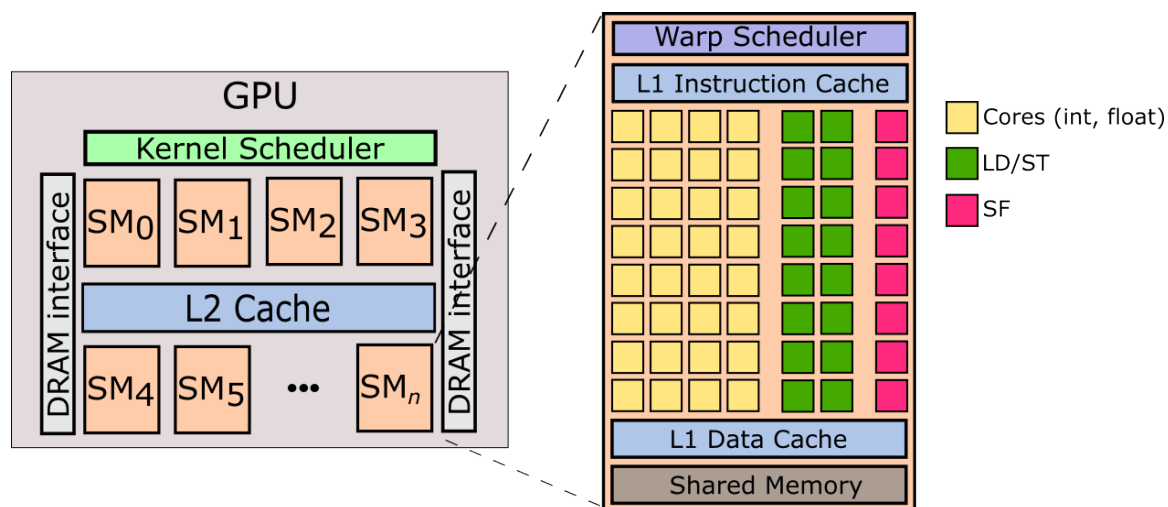 GPU
Kernel Scheduler
DRAM interface
SM0
SM1
SM2
SM3
DRAM interface
L2 Cache
SM4
SM5
•••
SMn
Warp Scheduler
L1 Instruction Cache
L1 Data Cache
Shared Memory
Cores (int, float)
LD/ST
SF